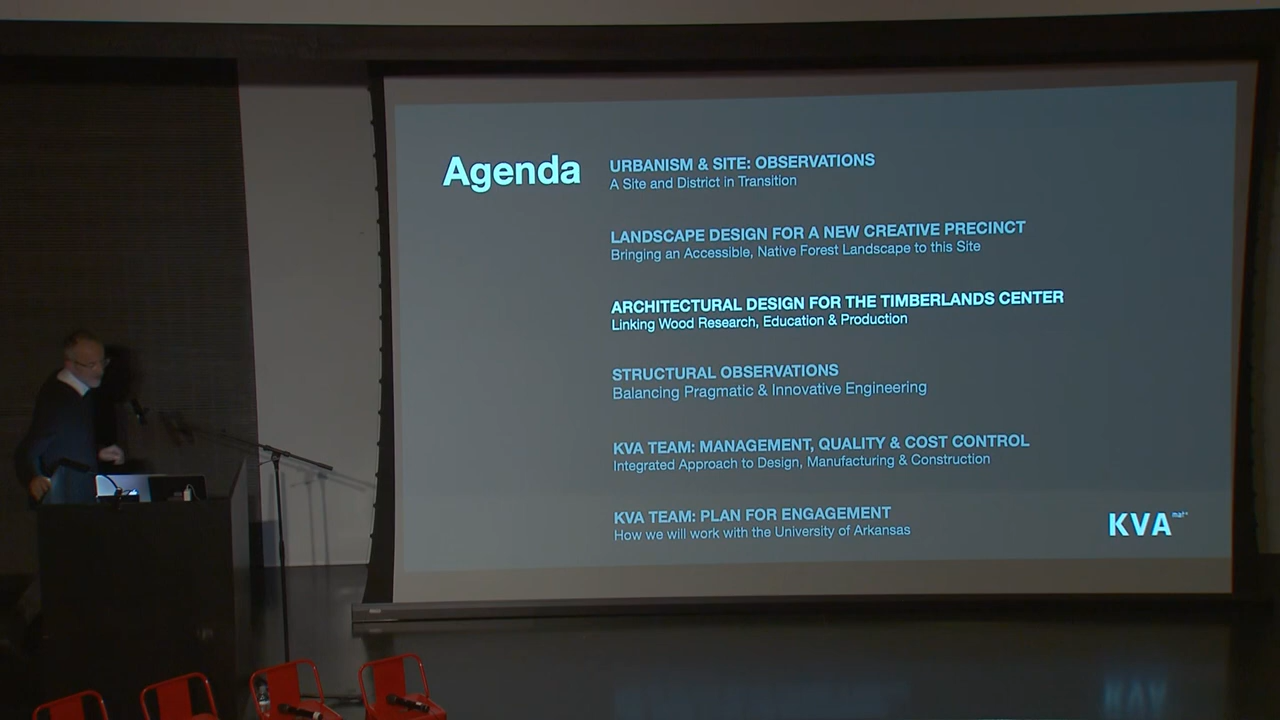 Agenda
URBANISM & SITE: OBSERVATIONS
A Site and District in Transition
LANDSCAPE DESIGN FOR A NEW CREATIVE PRECINCT
Bringing an Accessible, Native Forest Landscape to this Site
ARCHITECTURAL DESIGN FOR THE TIMBERLANDS CENTER
Linking Wood Research, Education & Production
STRUCTURAL OBSERVATIONS
Balancing Pragmatic & Innovative Engineering
KVA TEAM: MANAGEMENT, QUALITY & COST CONTROL
Integrated Approach to Design, Manufacturing & Construction
KVA TEAM: PLAN FOR ENGAGEMENT
How we will work with the University of Arkansas
KVA